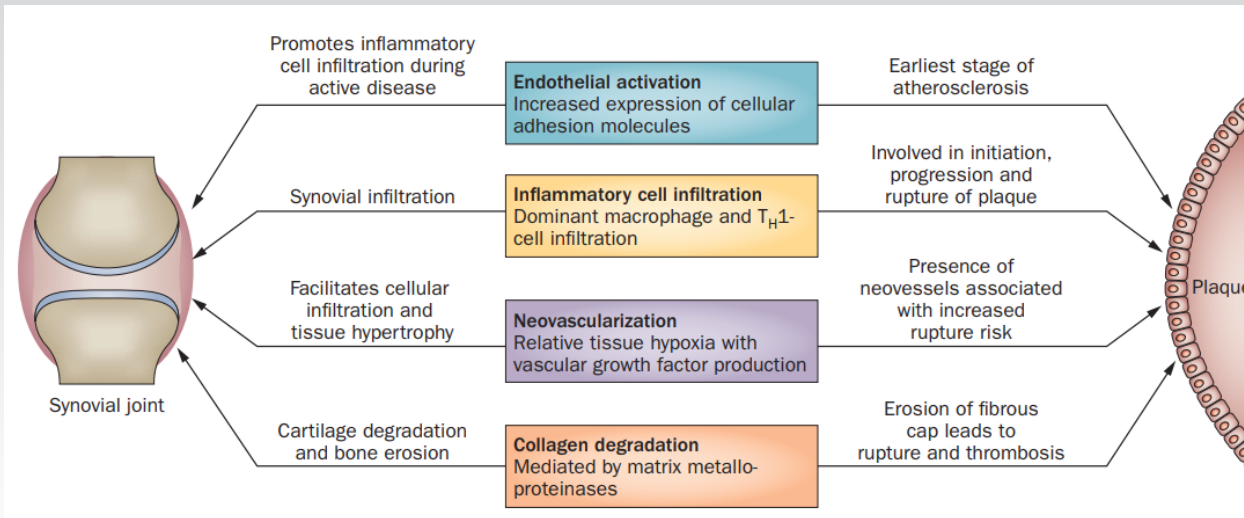 Promotes inflammatory
cell infiltration during
active disease
Endothelial activation
Increased expression of cellular
adhesion molecules
Earliest stage of
atherosclerosis
Synovial infiltration
Inflammatory cell infiltration
Dominant macrophage and TH1-
cell infiltration
Involved in initiation,
progression and
rupture of plaque
Facilitates cellular
infiltration and
tissue hypertrophy
Neovascularization
Relative tissue hypoxia with
vascular growth factor production
Presence of
neovessels associated
with increased
rupture risk
Plaque
Synovial joint
Cartilage degradation
and bone erosion
Collagen degradation
Mediated by matrix metallo-
proteinases
Erosion of fibrous
cap leads to
rupture and thrombosis